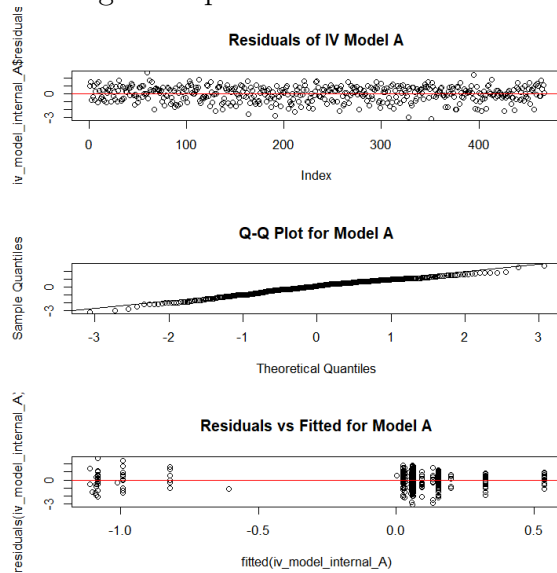 Residuals of IV Model A
iv_model_internal_A$residuals
0
-3
0 100 200 300 400
Index
Q-Q Plot for Model A
Sample Quantiles
0
-3
-3 -2 -1 0 1 2 3
Theoretical Quantiles
Residuals vs Fitted for Model A
residuals(iv_model_internal_A)
0
-3
-1.0 -0.5 0.0 0.5
fitted(iv_model_internal_A)